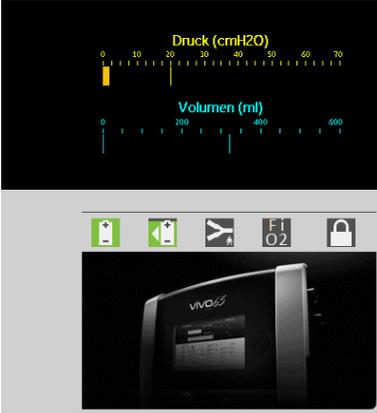 Druck (cmH2O)
0 10 20 30 40 50 60 70
Volumen (ml)
0 200 400 600
+ - + - Fi
O2
vivo65